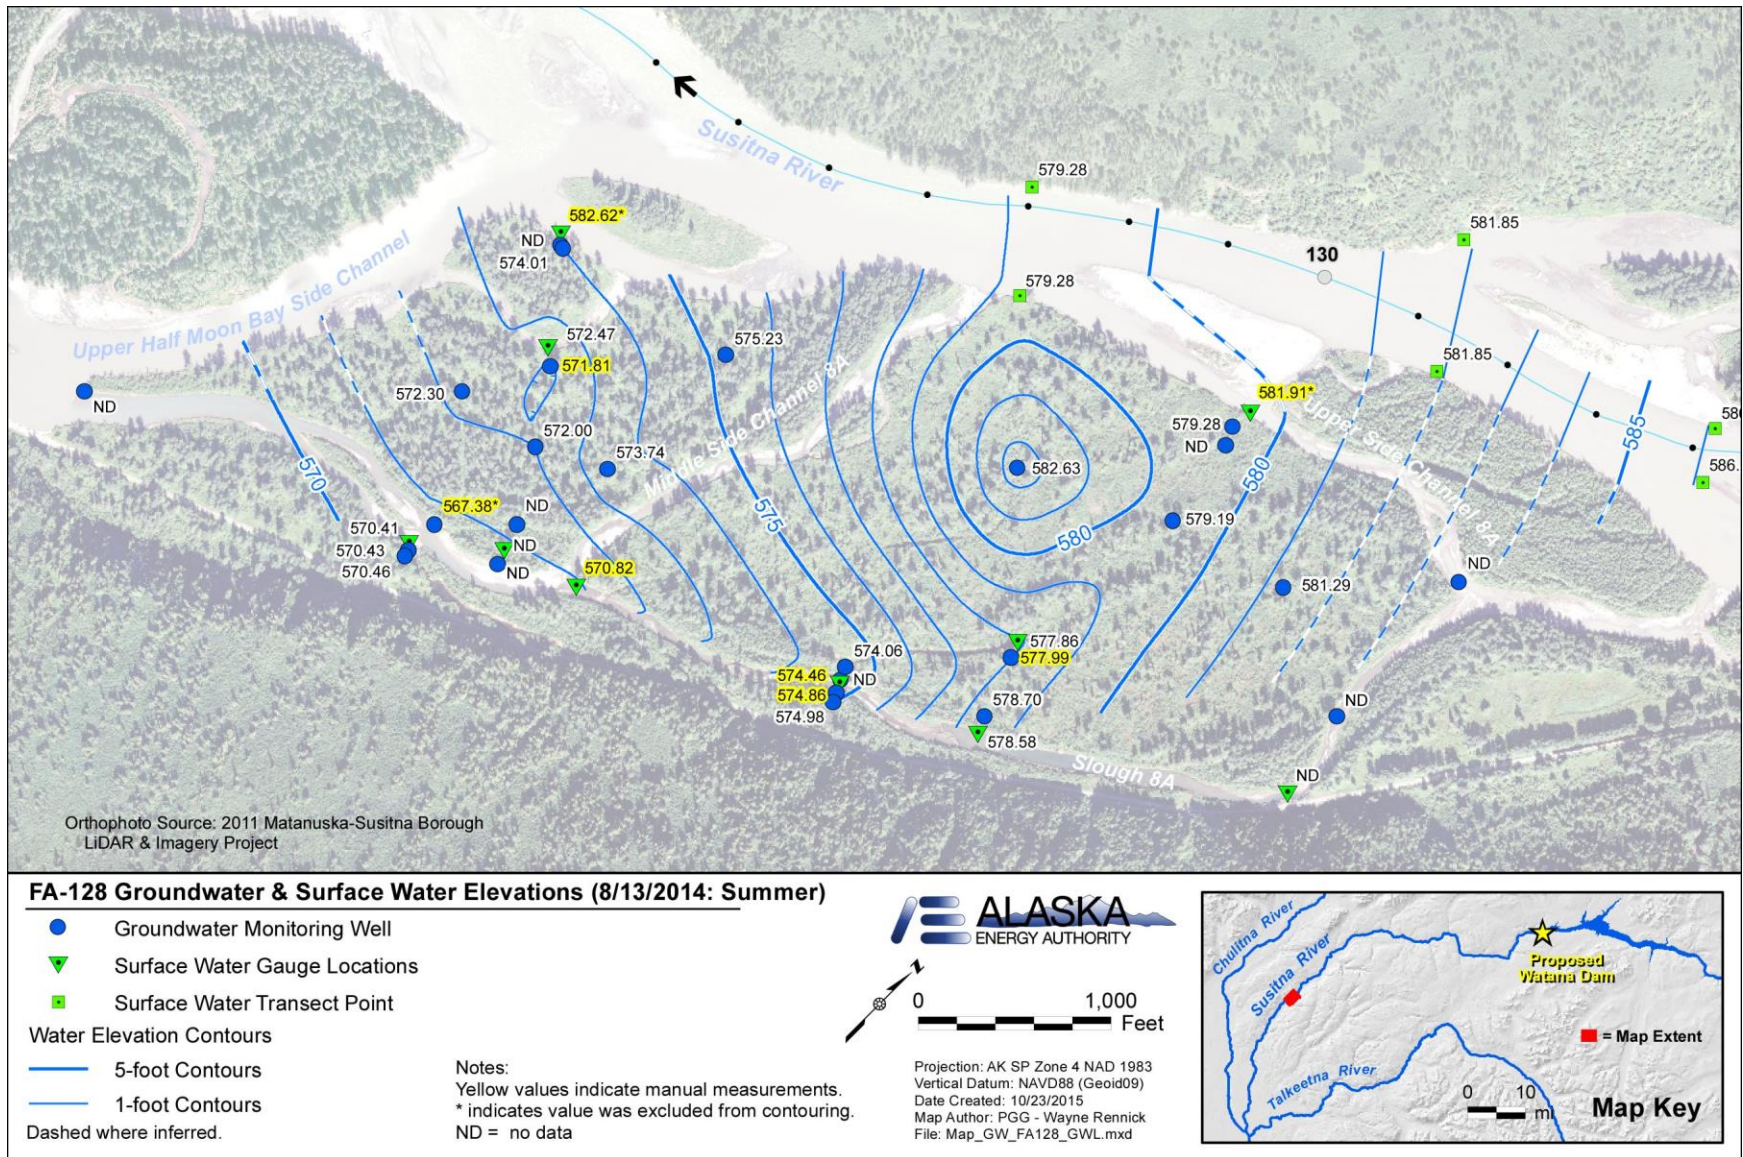 579.28
581.85
Susitna River
582.62*
ND
574.01
130
Upper Half Moon Bay Side Channel
579.28
572.47
575.23
571.81
581.85
572.30
ND
581.91*
579.28
ND
572.00
573.74
Middle Side Channel 8A
Upper Side Channel 8A
585
586.
570
575
580
580
582.63
567.38*
ND
ND
ND
570.41
570.43
570.46
570.82
579.19
581.29
ND
577.86
577.99
574.06
574.46
ND
574.86
574.98
578.70
578.58
ND
Slough 8A
ND
Orthophoto Source: 2011 Matanuska-Susitna Borough
LiDAR & Imagery Project
FA-128 Groundwater & Surface Water Elevations (8/13/2014: Summer)
Groundwater Monitoring Well
Surface Water Gauge Locations
Surface Water Transect Point
Water Elevation Contours
5-foot Contours
1-foot Contours
Dashed where inferred.
Notes:
Yellow values indicate manual measurements.
* indicates value was excluded from contouring.
ND = no data
ALASKA
ENERGY AUTHORITY
N
0 1,000
Feet
Projection: AK SP Zone 4 NAD 1983
Vertical Datum: NAVD88 (Geoid09)
Date Created: 10/23/2015
Map Author: PGG - Wayne Rennick
File: Map_GW_FA128_GWL.mxd
Chulitna River
Susitna River
Proposed
Watana Dam
= Map Extent
Talkeetna River
0 10
mi
Map Key